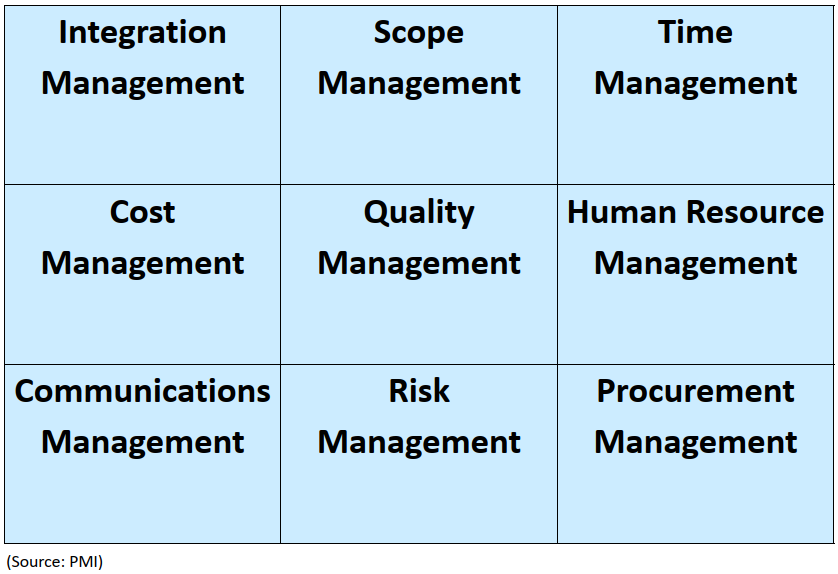 Integration
Management
Scope
Management
Time
Management
Cost
Management
Quality
Management
Human Resource
Management
Communications
Management
Risk
Management
Procurement
Management
(Source: PMI)